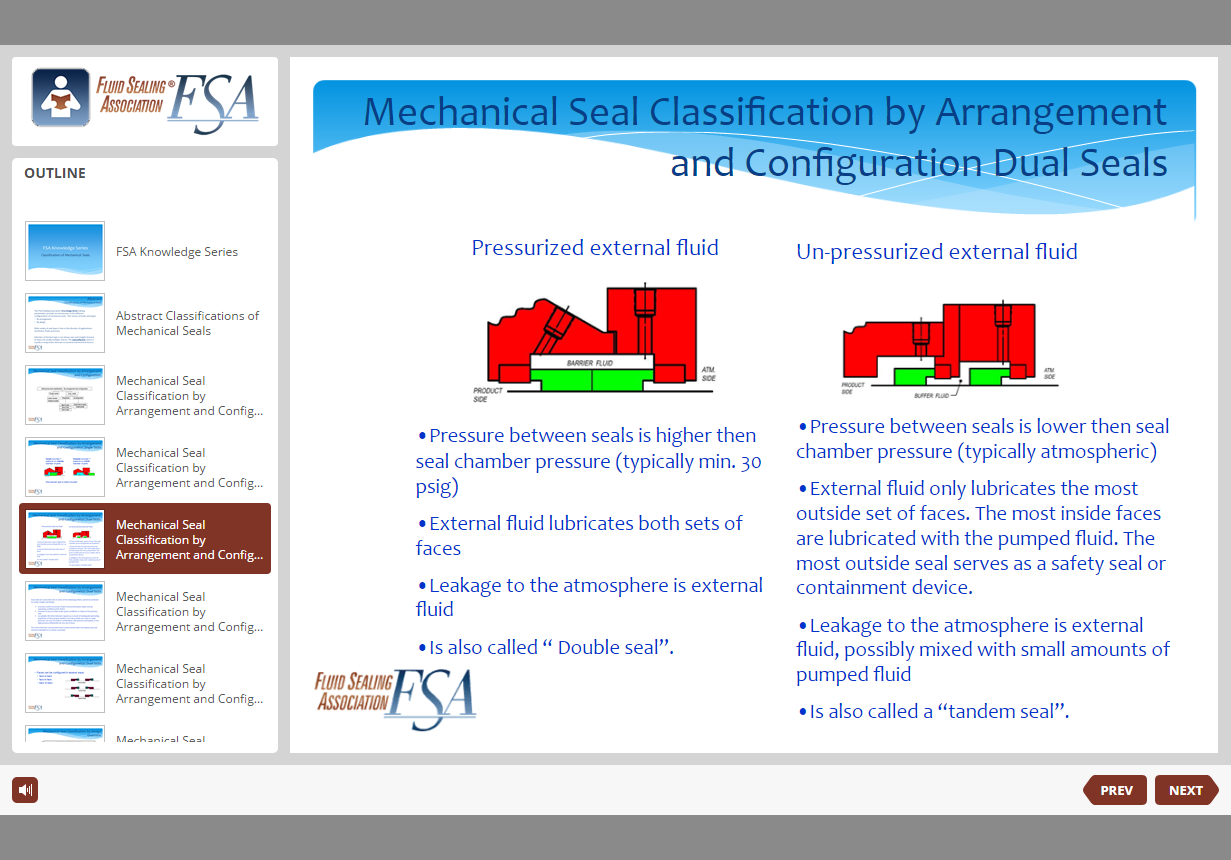 FLUID SEALING®
ASSOCIATION
FSA
OUTLINE
FSA Knowledge Series
FSA Knowledge Series
Abstract Classifications of
Mechanical Seals
Mechanical Seal
Classification by
Arrangement and Config...
Mechanical Seal
Classification by
Arrangement and Config...
Mechanical Seal
Classification by
Arrangement and Config...
Mechanical Seal
Classification by
Arrangement and Config...
Mechanical Seal
Classification by
Arrangement and Config...
Mechanical Seal
Mechanical Seal Classification by Arrangement
and Configuration Dual Seals
Pressurized external fluid
BARRIER FLUID
ATM.
SIDE
PRODUCT
SIDE
•Pressure between seals is higher then
seal chamber pressure (typically min. 30
psig)
•External fluid lubricates both sets of
faces
•Leakage to the atmosphere is external
fluid
•Is also called “ Double seal”.
Un-pressurized external fluid
ATM.
SIDE
PRODUCT
SIDE
BUFFER FLUID
•Pressure between seals is lower then seal
chamber pressure (typically atmospheric)
•External fluid only lubricates the most
outside set of faces. The most inside faces
are lubricated with the pumped fluid. The
most outside seal serves as a safety seal or
containment device.
•Leakage to the atmosphere is external
fluid, possibly mixed with small amounts of
pumped fluid
•Is also called a “tandem seal”.
FLUID SEALING
ASSOCIATION
FSA
PREV
NEXT